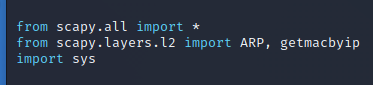 from scapy.all import *
from scapy.layers.l2 import ARP, getmacbyip
import sys